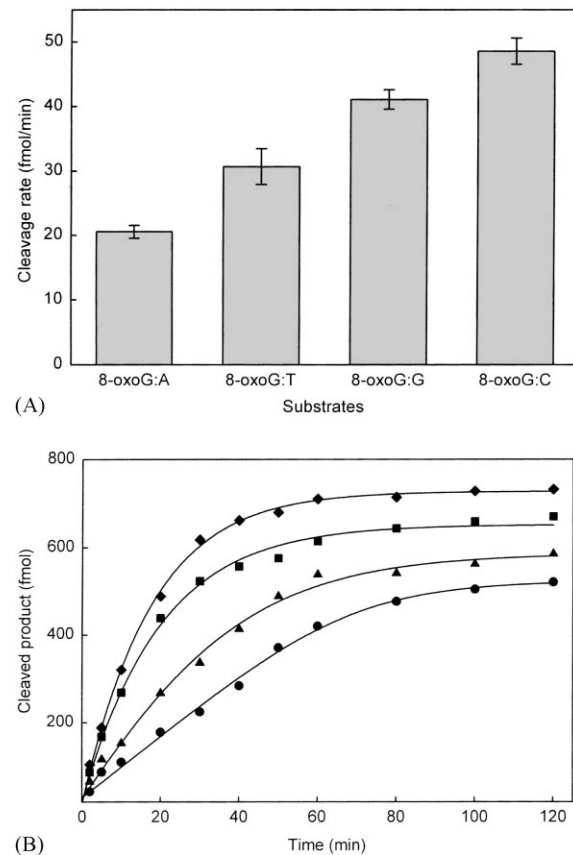 50
40
30
20
10
0
Cleavage rate (fmol/min)
8-oxoG:A 8-oxoG:T 8-oxoG:G 8-oxoG:C
Substrates
(A)
800
600
400
200
Cleaved product (fmol)
0 20 40 60 80 100 120
Time (min)
(B)